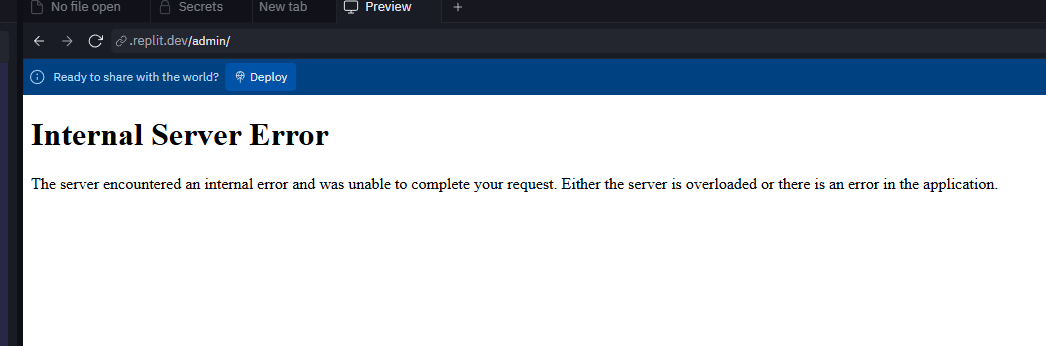 No file open Secrets New tab Preview +
.replit.dev/admin/
Ready to share with the world? Deploy
Internal Server Error
The server encountered an internal error and was unable to complete your request. Either the server is overloaded or there is an error in the application.